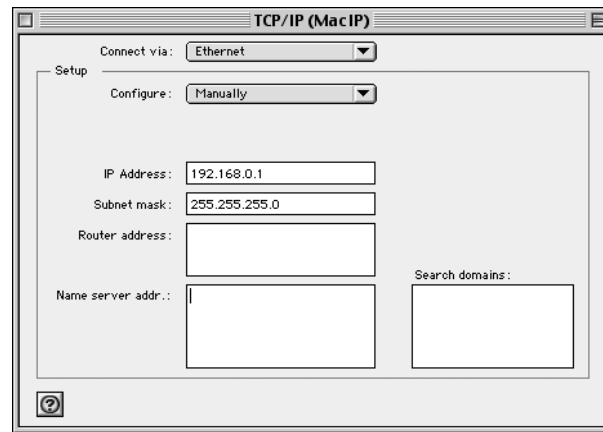 TCP/IP (MacIP)
Connect via: Ethernet
Setup
Configure: Manually
IP Address: 192.168.0.1
Subnet mask: 255.255.255.0
Router address:
Search domains:
Name server addr.:
?